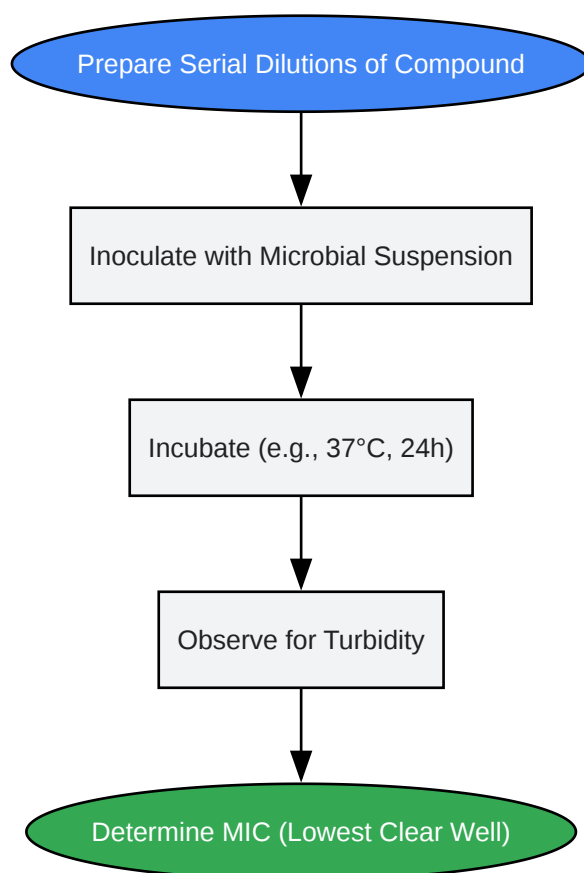 Prepare Serial Dilutions of Compound
Inoculate with Microbial Suspension
Incubate (e.g., 37°C, 24h)
Observe for Turbidity
Determine MIC (Lowest Clear Well)